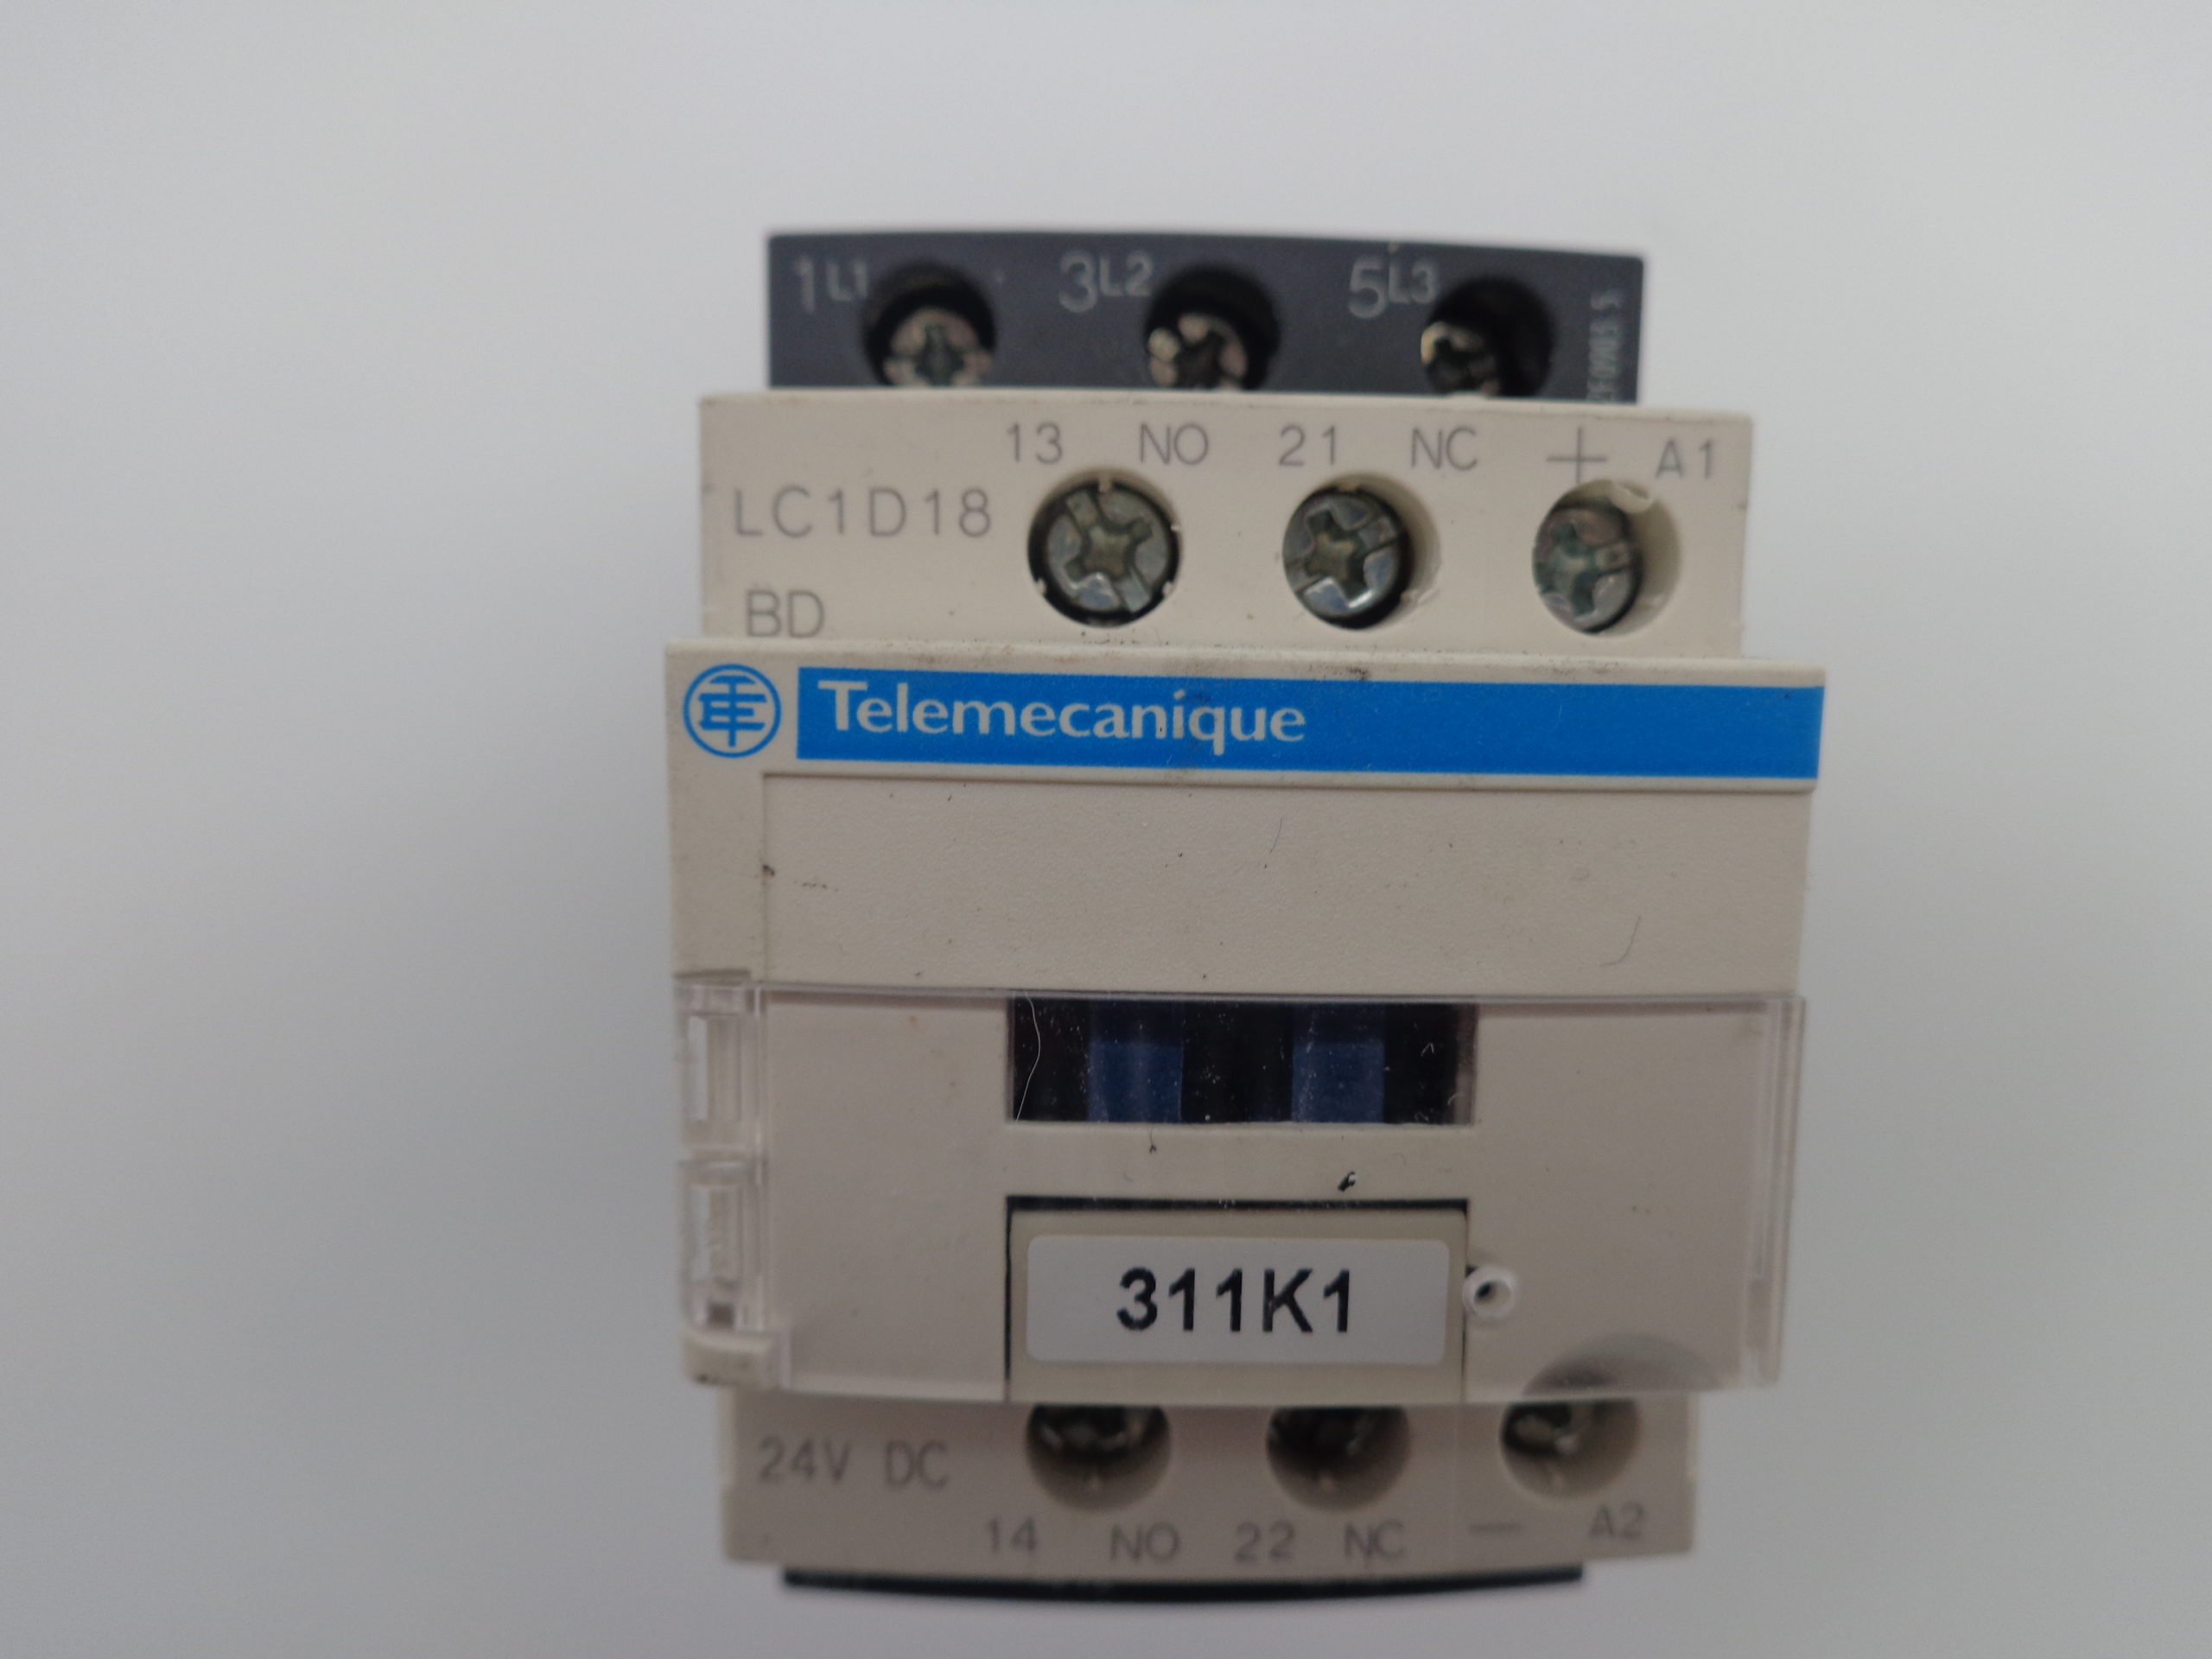 1L1 3L2 5L3
13 NO 21 NC + A1
LC1D18
BD
Telemecanique
311K1
24V DC
14 NO 22 NC — A2